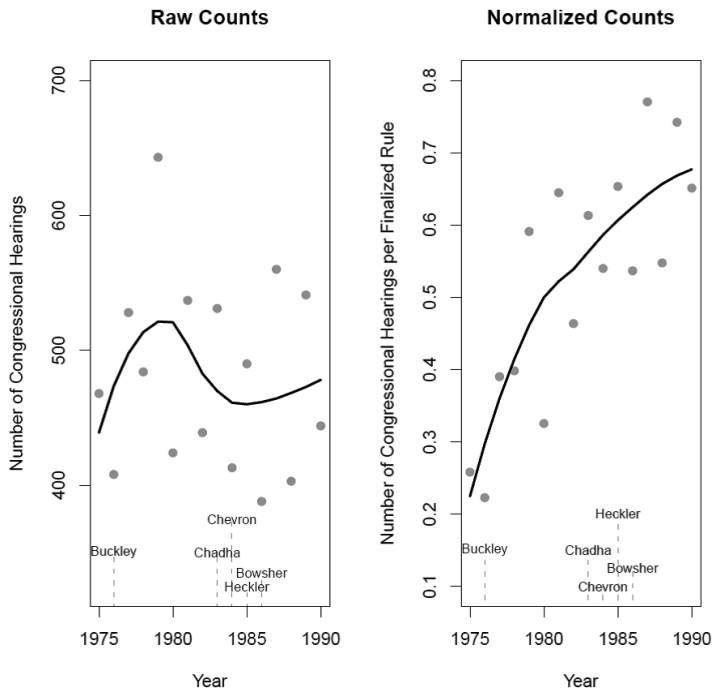 Raw Counts
Number of Congressional Hearings
700
600
500
400
Chevron
Buckley
Chadha
Bowsher
Heckler
1975
1980
1985
1990
Year
Normalized Counts
Number of Congressional Hearings per Finalized Rule
0.8
0.7
0.6
0.5
0.4
0.3
0.2
0.1
Heckler
Buckley
Chadha
Bowsher
Chevron
1975
1980
1985
1990
Year